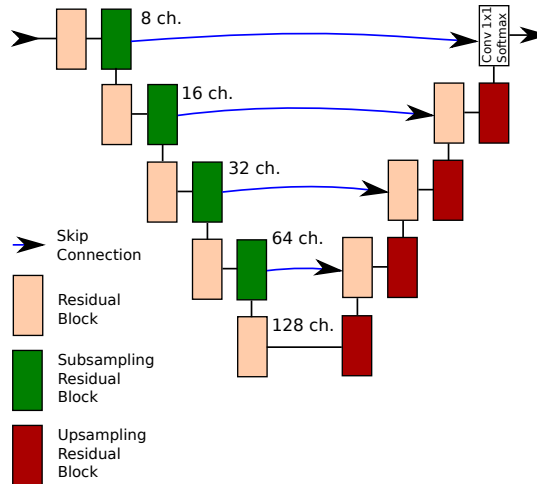 8 ch.
Conv 1x1
Softmax
16 ch.
32 ch.
64 ch.
128 ch.
Skip
Connection
Residual
Block
Subsampling
Residual
Block
Upsampling
Residual
Block